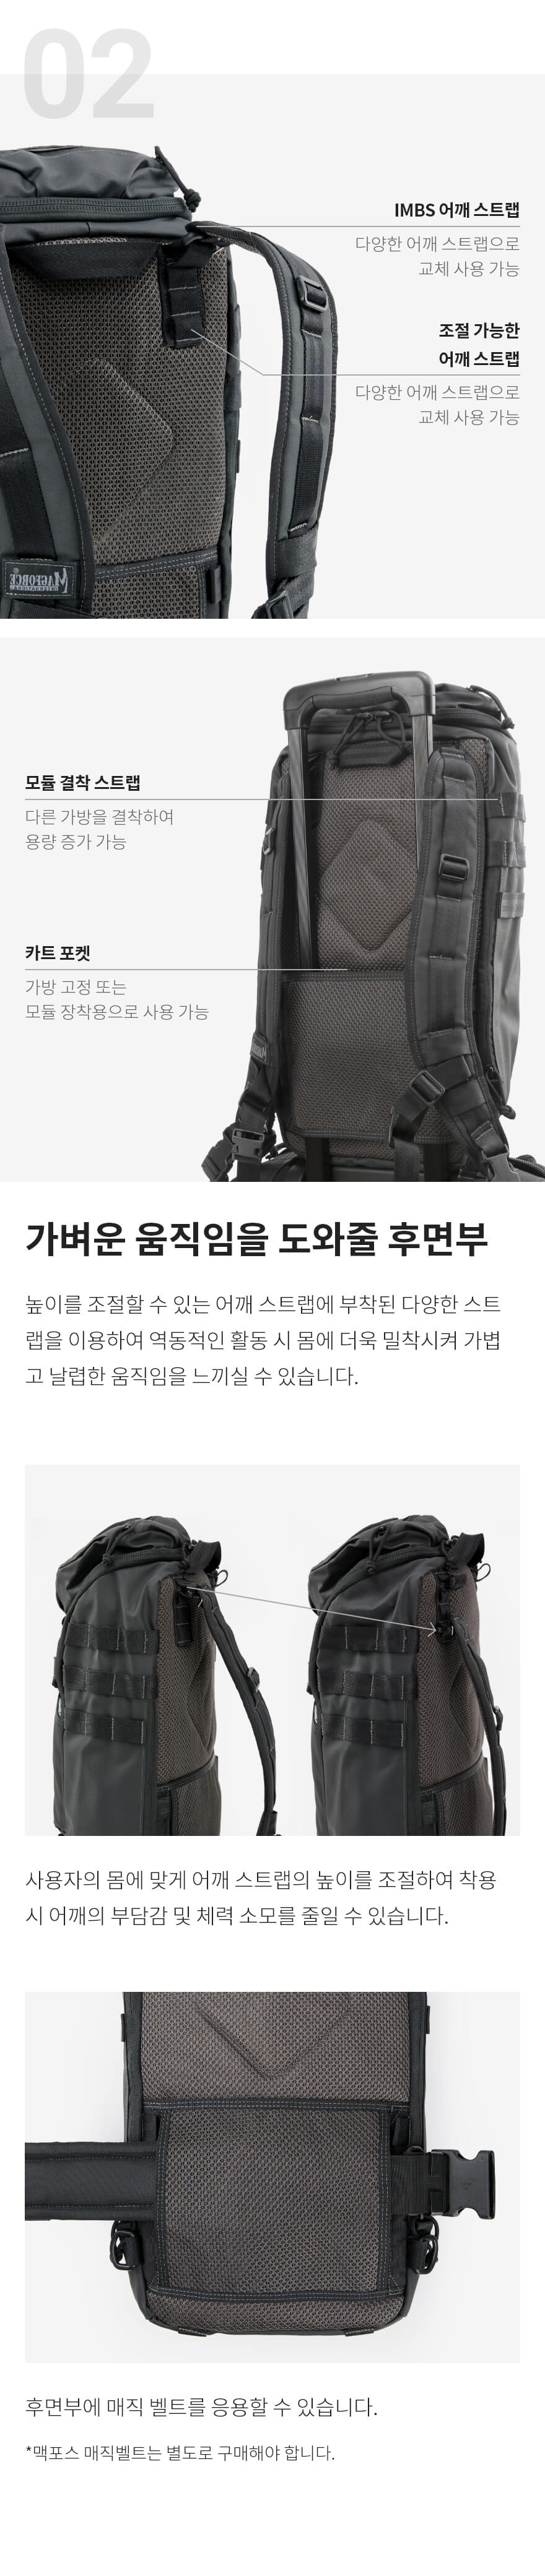 02
IMBS 어깨 스트랩
다양한 어깨 스트랩으로
교체 사용 가능
조절 가능한
어깨 스트랩
다양한 어깨 스트랩으로
교체 사용 가능
MAGFORCE
모듈 결착 스트랩
다른 가방을 결착하여
용량 증가 가능
카트 포켓
가방 고정 또는
모듈 장착용으로 사용 가능
가벼운 움직임을 도와줄 후면부
높이를 조절할 수 있는 어깨 스트랩에 부착된 다양한 스트
랩을 이용하여 역동적인 활동 시 몸에 더욱 밀착시켜 가볍
고 날렵한 움직임을 느끼실 수 있습니다.
사용자의 몸에 맞게 어깨 스트랩의 높이를 조절하여 착용
시 어깨의 부담감 및 체력 소모를 줄일 수 있습니다.
후면부에 매직 벨트를 응용할 수 있습니다.
*맥포스 매직벨트는 별도로 구매해야 합니다.